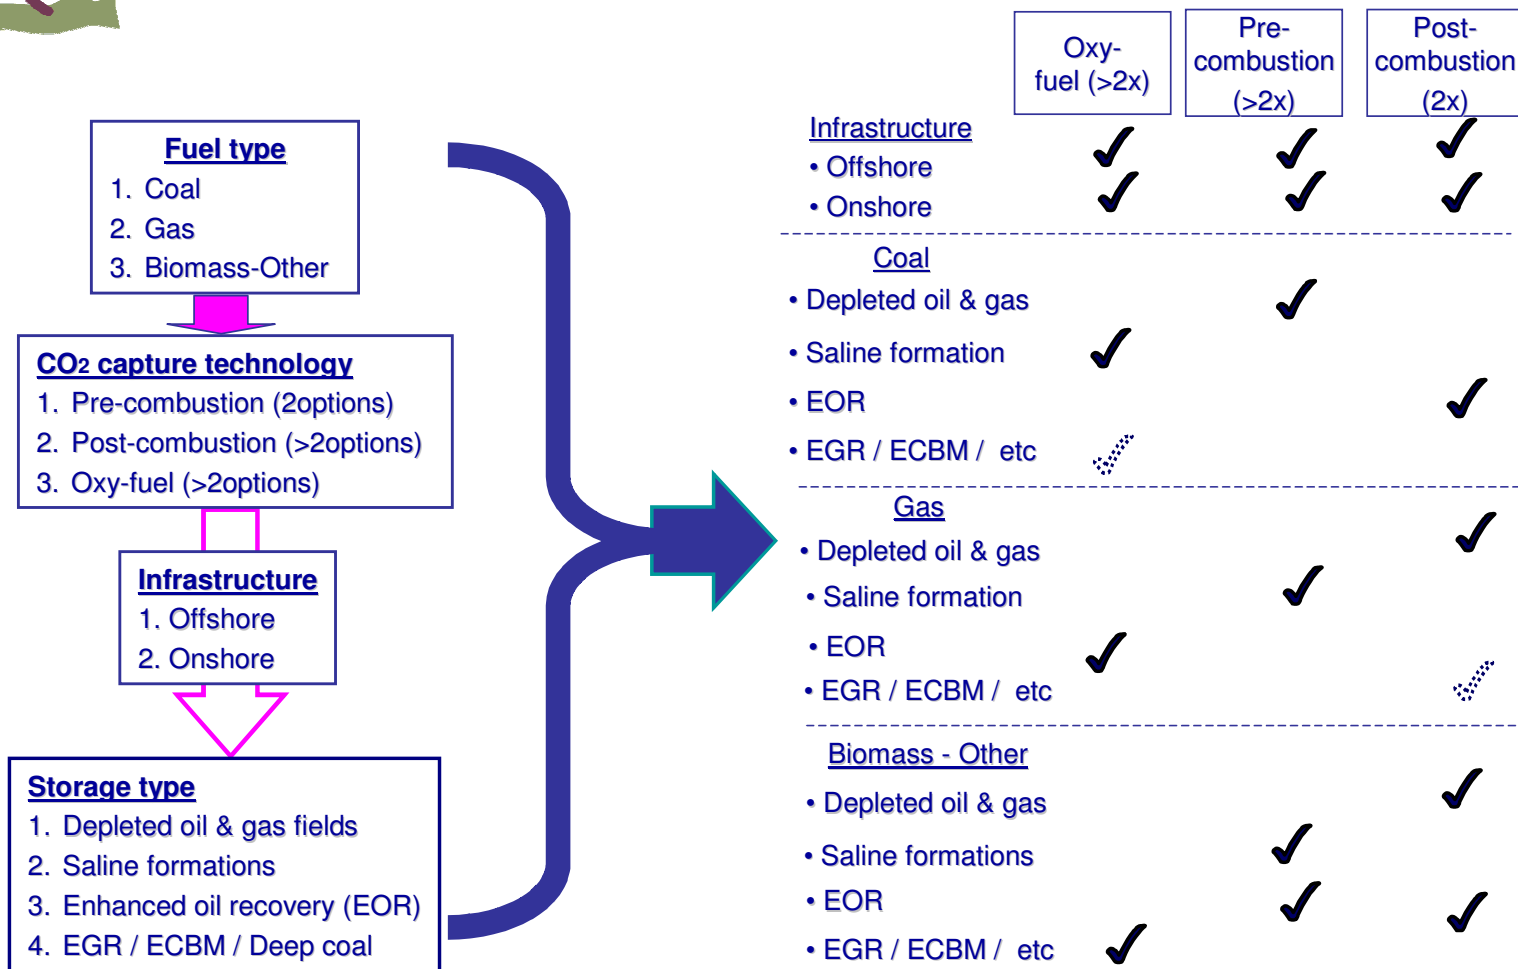 Fuel type
1. Coal
2. Gas
3. Biomass-Other
CO2 capture technology
1. Pre-combustion (2options)
2. Post-combustion (>2options)
3. Oxy-fuel (>2options)
Infrastructure
1. Offshore
2. Onshore
Storage type
1. Depleted oil & gas fields
2. Saline formations
3. Enhanced oil recovery (EOR)
4. EGR / ECBM / Deep coal
Oxy-
fuel (>2x)
Pre-
combustion
(>2x)
Post-
combustion
(2x)
Infrastructure
• Offshore
• Onshore
Coal
• Depleted oil & gas
• Saline formation
• EOR
• EGR / ECBM / etc
Gas
• Depleted oil & gas
• Saline formation
• EOR
• EGR / ECBM / etc
Biomass - Other
• Depleted oil & gas
• Saline formations
• EOR
• EGR / ECBM / etc